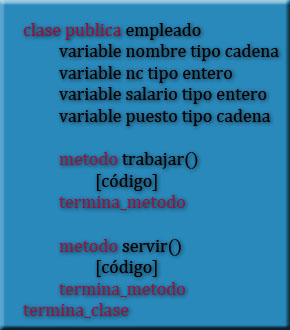 clase publica empleado
variable nombre tipo cadena
variable nc tipo entero
variable salario tipo entero
variable puesto tipo cadena
metodo trabajar()
[código]
termina_metodo
metodo servir()
[código]
termina_metodo
termina_clase